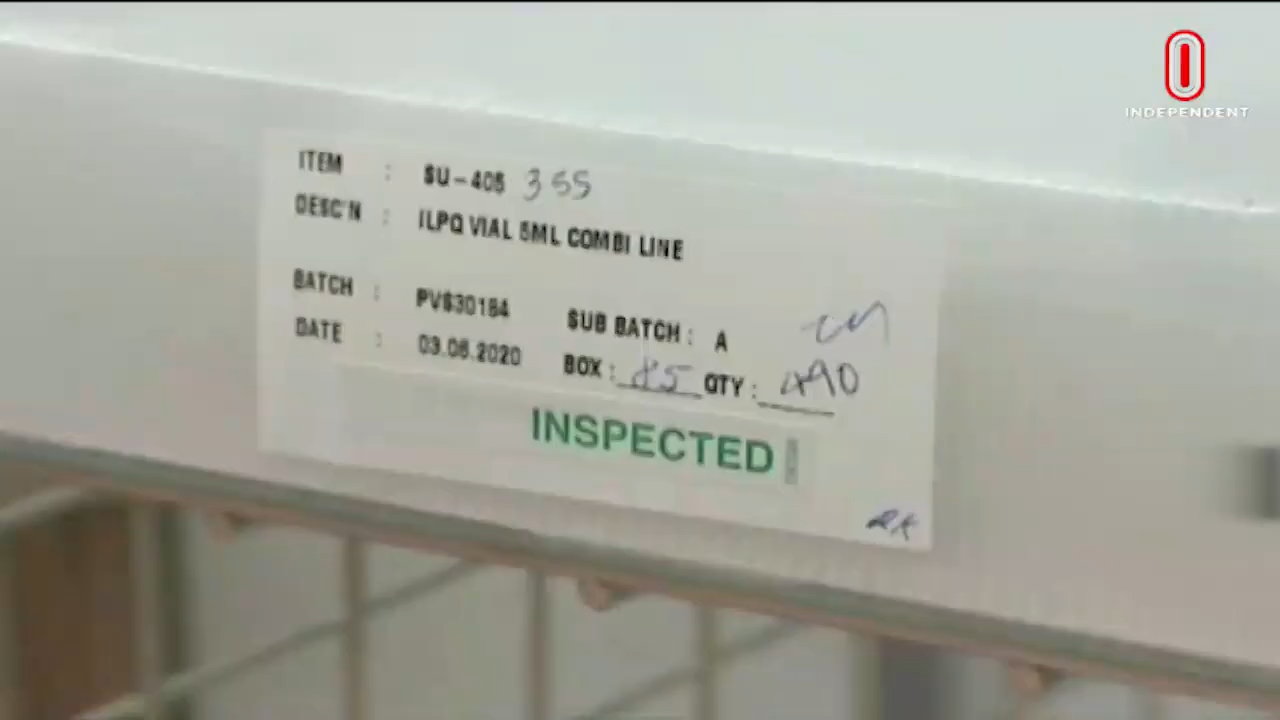 INDEPENDENT
ITEM : SU-405 355
DESC'N : ILPQ VIAL 5ML COMBI LINE
BATCH : PVS30184 SUB BATCH : A
DATE : 03.06.2020 BOX : 85 QTY : 490
INSPECTED